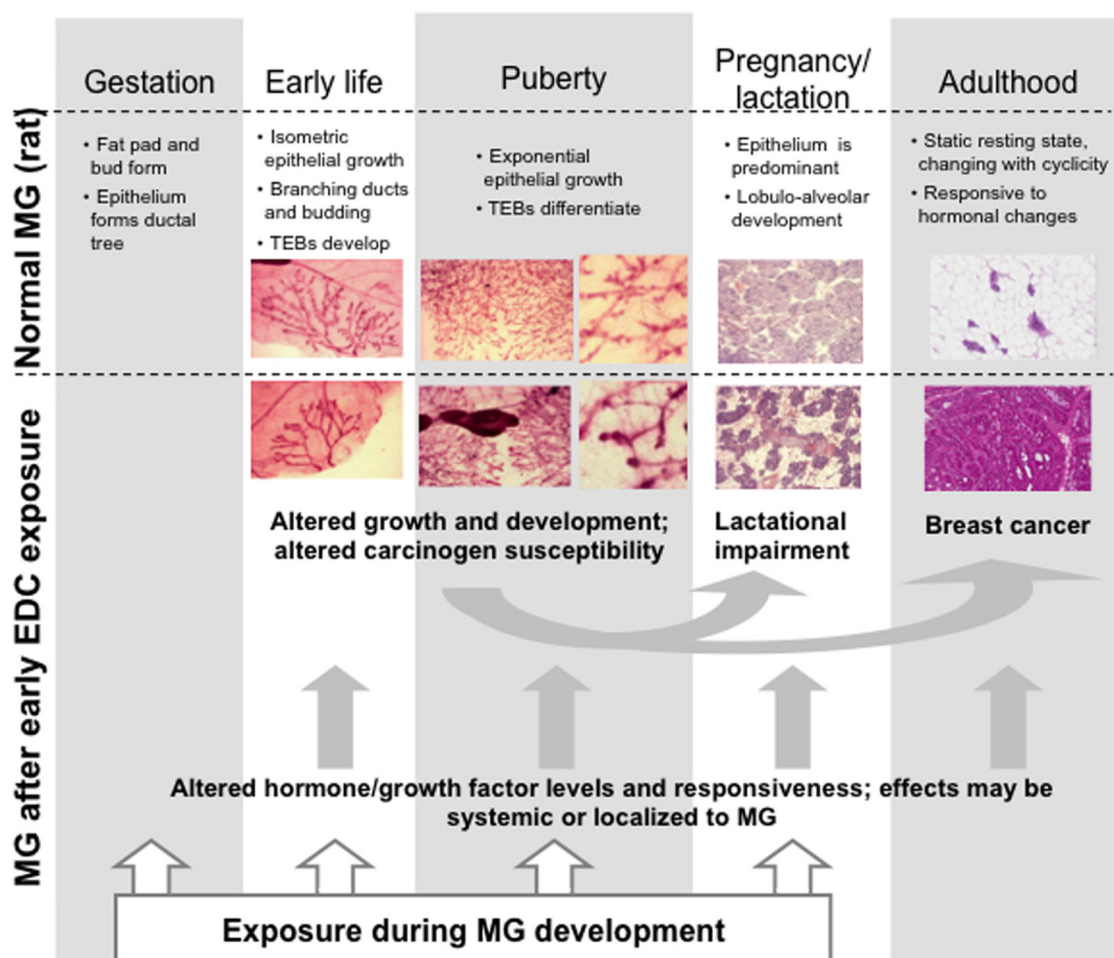 Gestation
Early life
Puberty
Pregnancy/
lactation
Adulthood
Normal MG (rat)
• Fat pad and
bud form
• Epithelium
forms ductal
tree
• Isometric
epithelial growth
• Branching ducts
and budding
• TEBs develop
• Exponential
epithelial growth
• TEBs differentiate
• Epithelium is
predominant
• Lobulo-alveolar
development
• Static resting state,
changing with cyclicity
• Responsive to
hormonal changes
MG after early EDC exposure
Altered growth and development;
altered carcinogen susceptibility
Lactational
impairment
Breast cancer
Altered hormone/growth factor levels and responsiveness; effects may be
systemic or localized to MG
Exposure during MG development